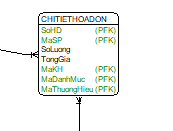 CHITIETHOADON
SoHD (PFK)
MaSP (PFK)
SoLuong
TongGia
MaKH (PFK)
MaDanhMuc (PFK)
MaThuongHieu (PFK)